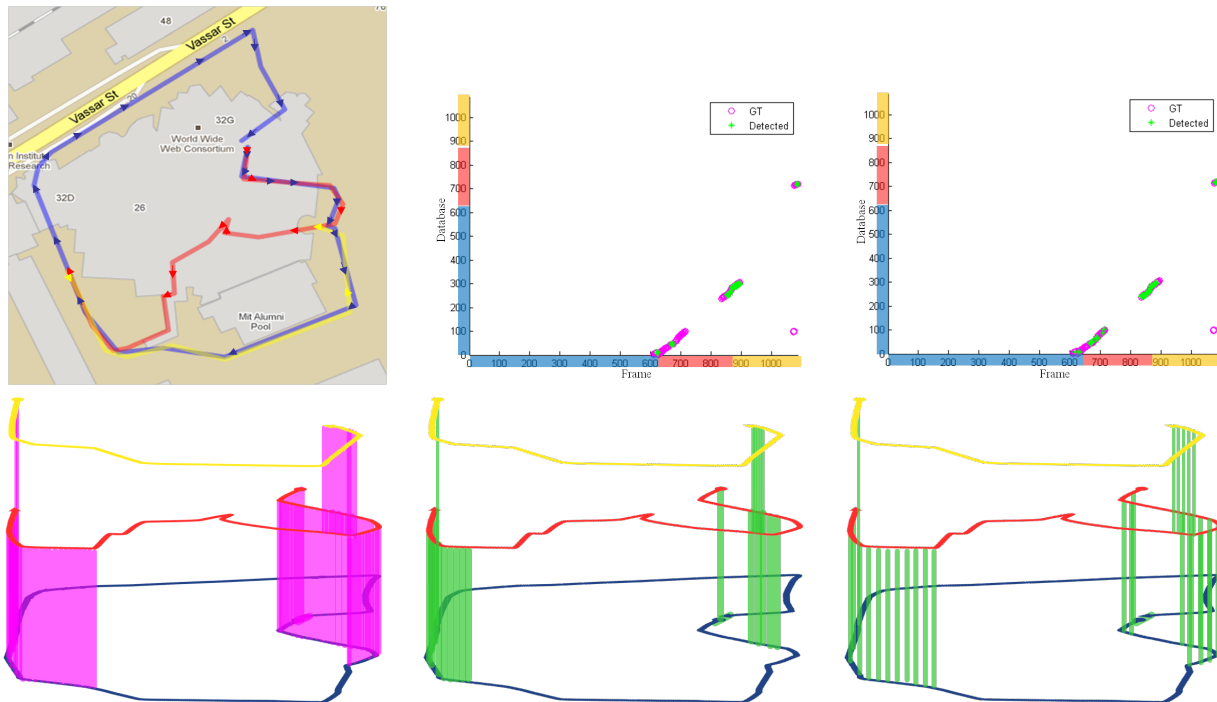 48
76
Vassar St
2
20
Vassar St
32G
World Wide
Web Consortium
n Institut
Research
32D
26
Mit Alumni
Pool
GT
Detected
1000
900
800
700
600
500
400
300
200
100
0
Database
0 100 200 300 400 500 600 700 800 900 1000
Frame
GT
Detected
1000
900
800
700
600
500
400
300
200
100
0
Database
0 100 200 300 400 500 600 700 800 900 1000
Frame